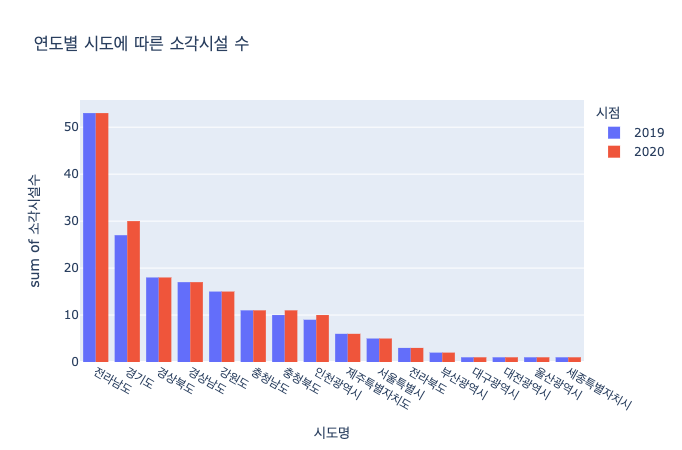 연도별 시도에 따른 소각시설 수
시점
2019
2020
sum of 소각시설수
50
40
30
20
10
0
전라남도
경기도
경상북도
경상남도
강원도
충청남도
충청북도
인천광역시
제주특별자치도
서울특별시
전라북도
부산광역시
대구광역시
대전광역시
울산광역시
세종특별자치시
시도명